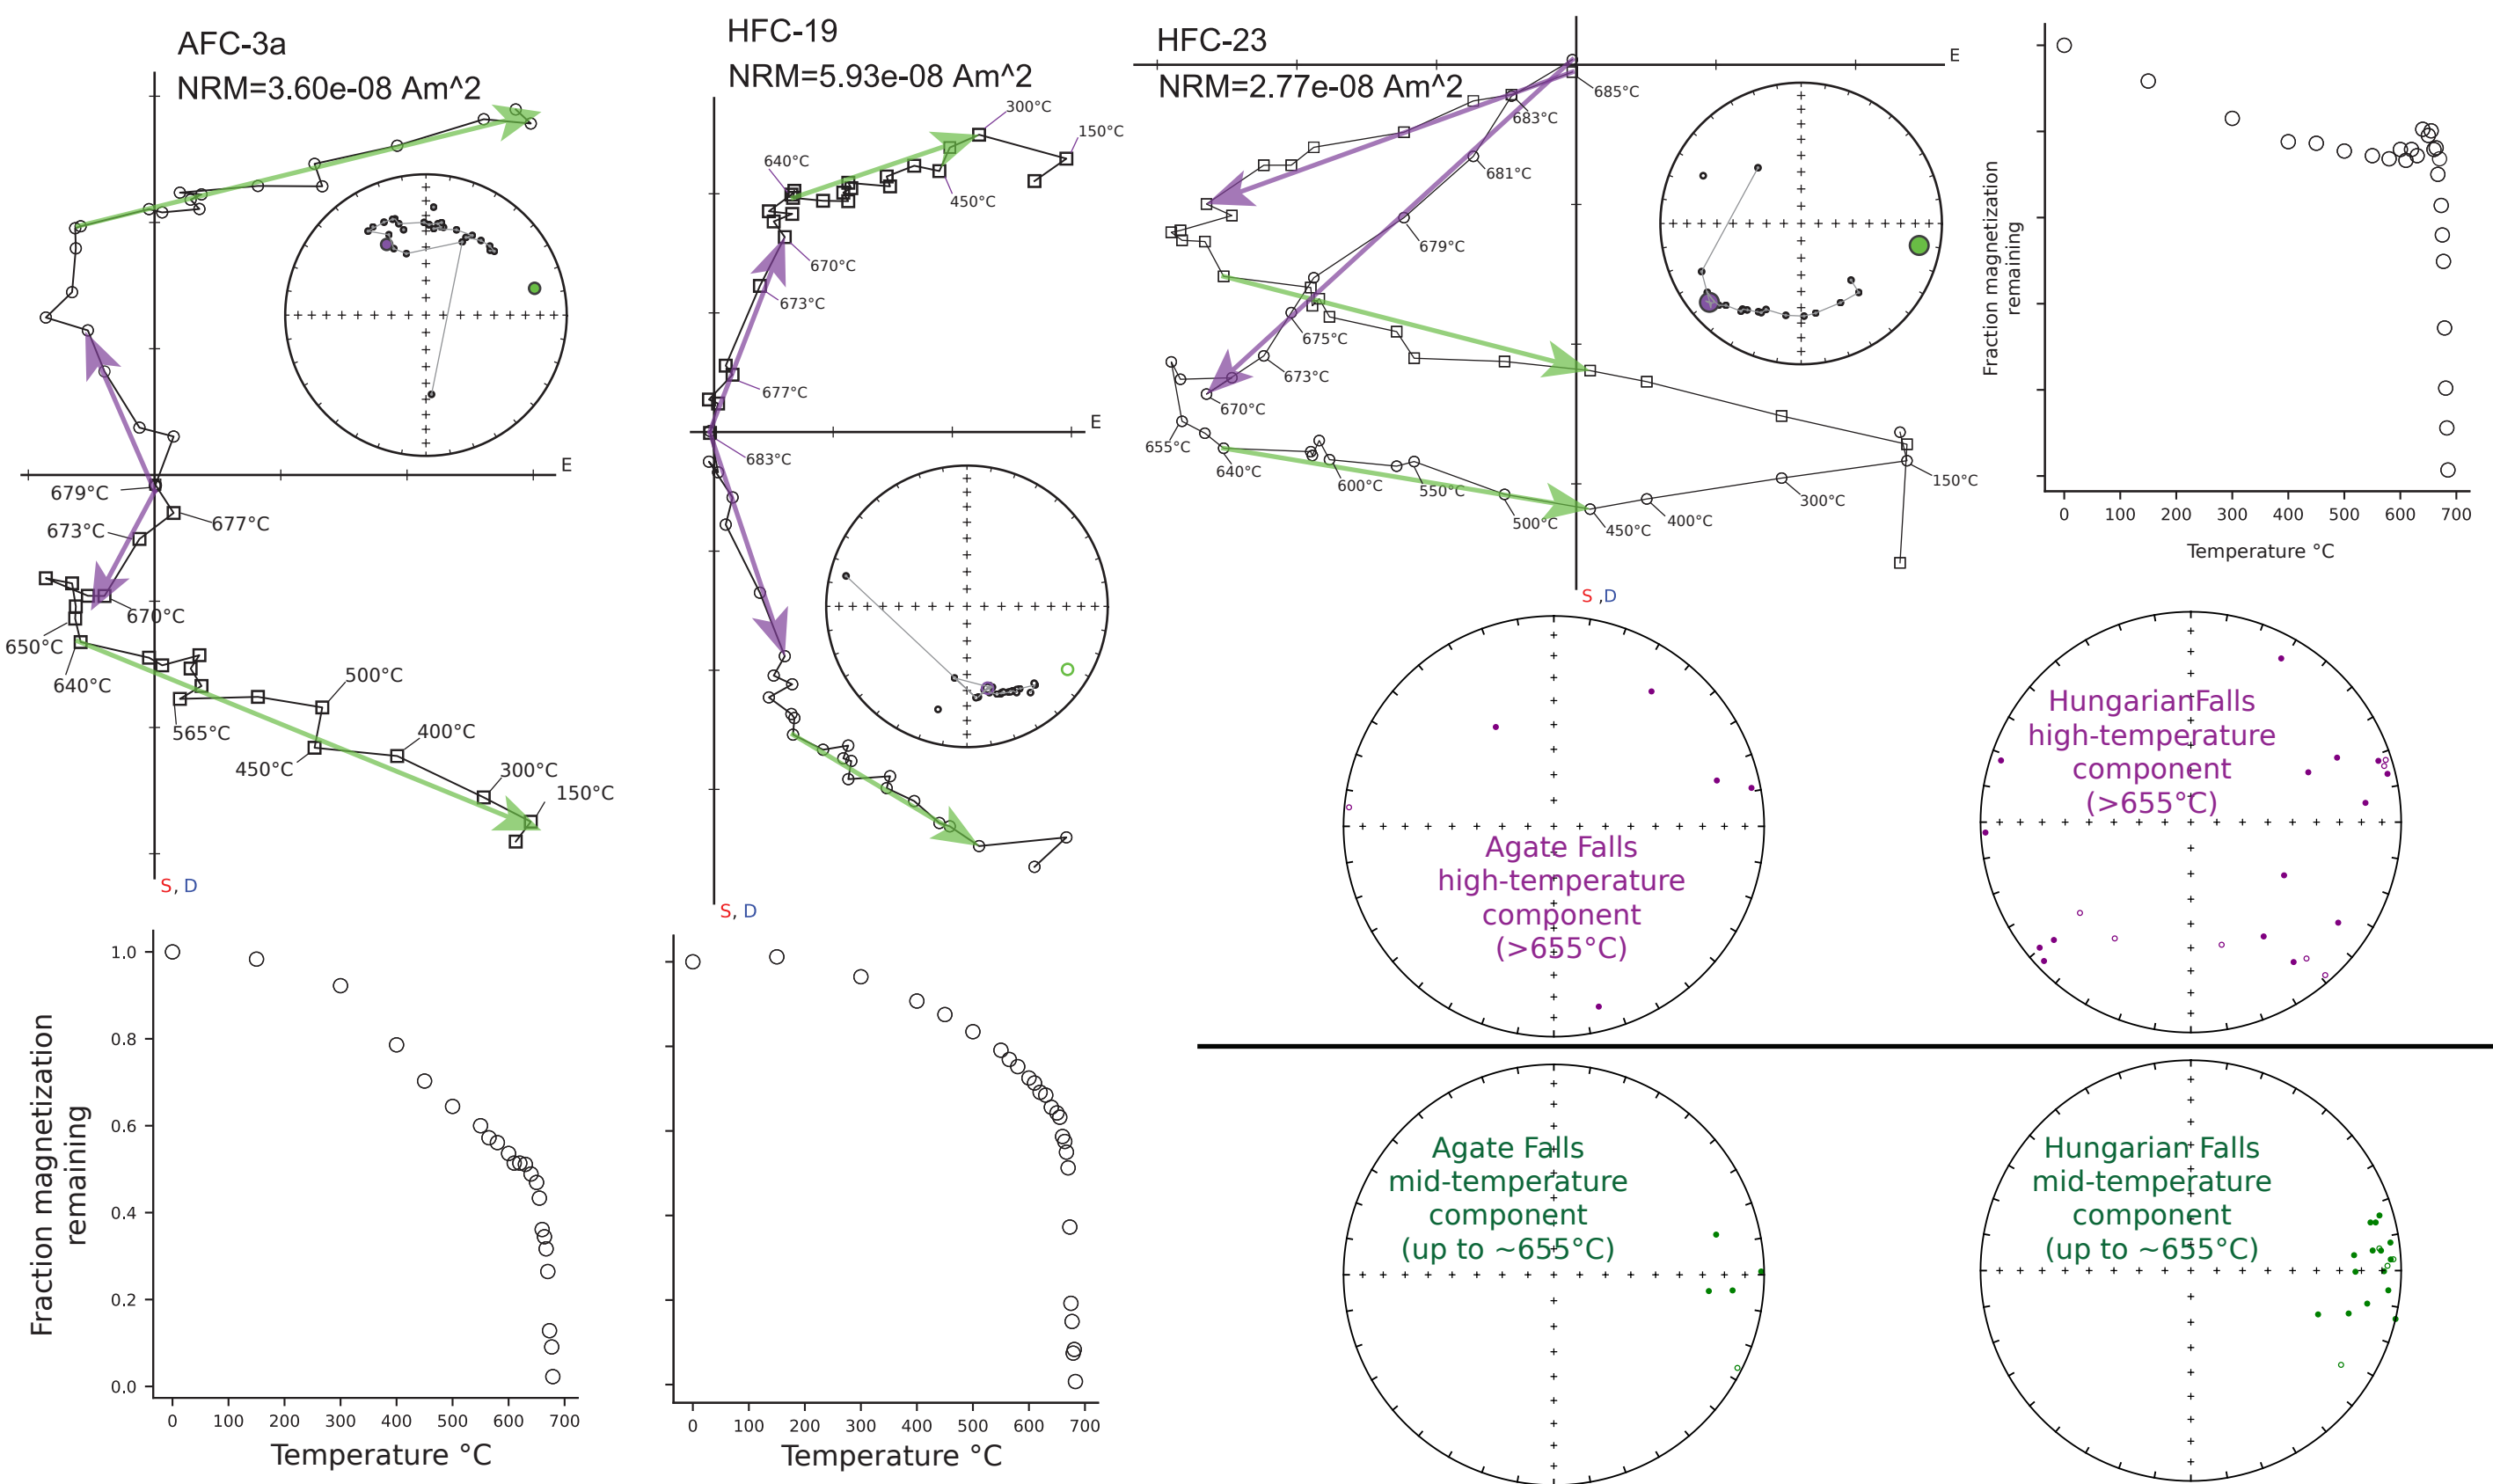 AFC-3a
NRM=3.60e-08 Am^2
E
679°C
677°C
673°C
670°C
650°C
640°C
565°C
500°C
450°C
400°C
300°C
150°C
S, D
HFC-19
NRM=5.93e-08 Am^2
300°C
150°C
640°C
450°C
670°C
673°C
677°C
E
683°C
S, D
HFC-23
NRM=2.77e-08 Am^2
E
685°C
683°C
681°C
679°C
675°C
673°C
670°C
655°C
640°C
600°C
550°C
500°C
450°C
400°C
300°C
150°C
S ,D
Fraction magnetization
remaining
0 100 200 300 400 500 600 700
Temperature °C
Fraction magnetization
remaining
1.0
0.8
0.6
0.4
0.2
0.0
0 100 200 300 400 500 600 700
Temperature °C
0 100 200 300 400 500 600 700
Temperature °C
Agate Falls
high-temperature
component
(>655°C)
HungarianFalls
high-temperature
component
(>655°C)
Agate Falls
mid-temperature
component
(up to ~655°C)
Hungarian Falls
mid-temperature
component
(up to ~655°C)